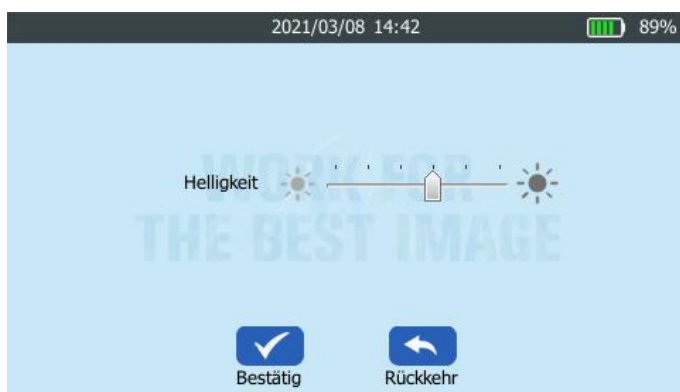 2021/03/08 14:42 89%
WORK FOR
Helligkeit
THE BEST IMAGE
Bestätig Rückkehr